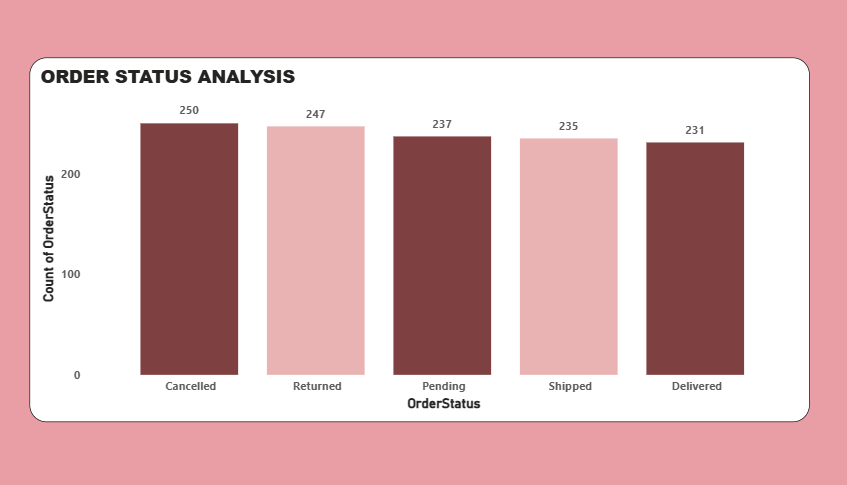 ORDER STATUS ANALYSIS
250
247
237
235
231
200
100
0
Count of OrderStatus
Cancelled Returned Pending Shipped Delivered
OrderStatus